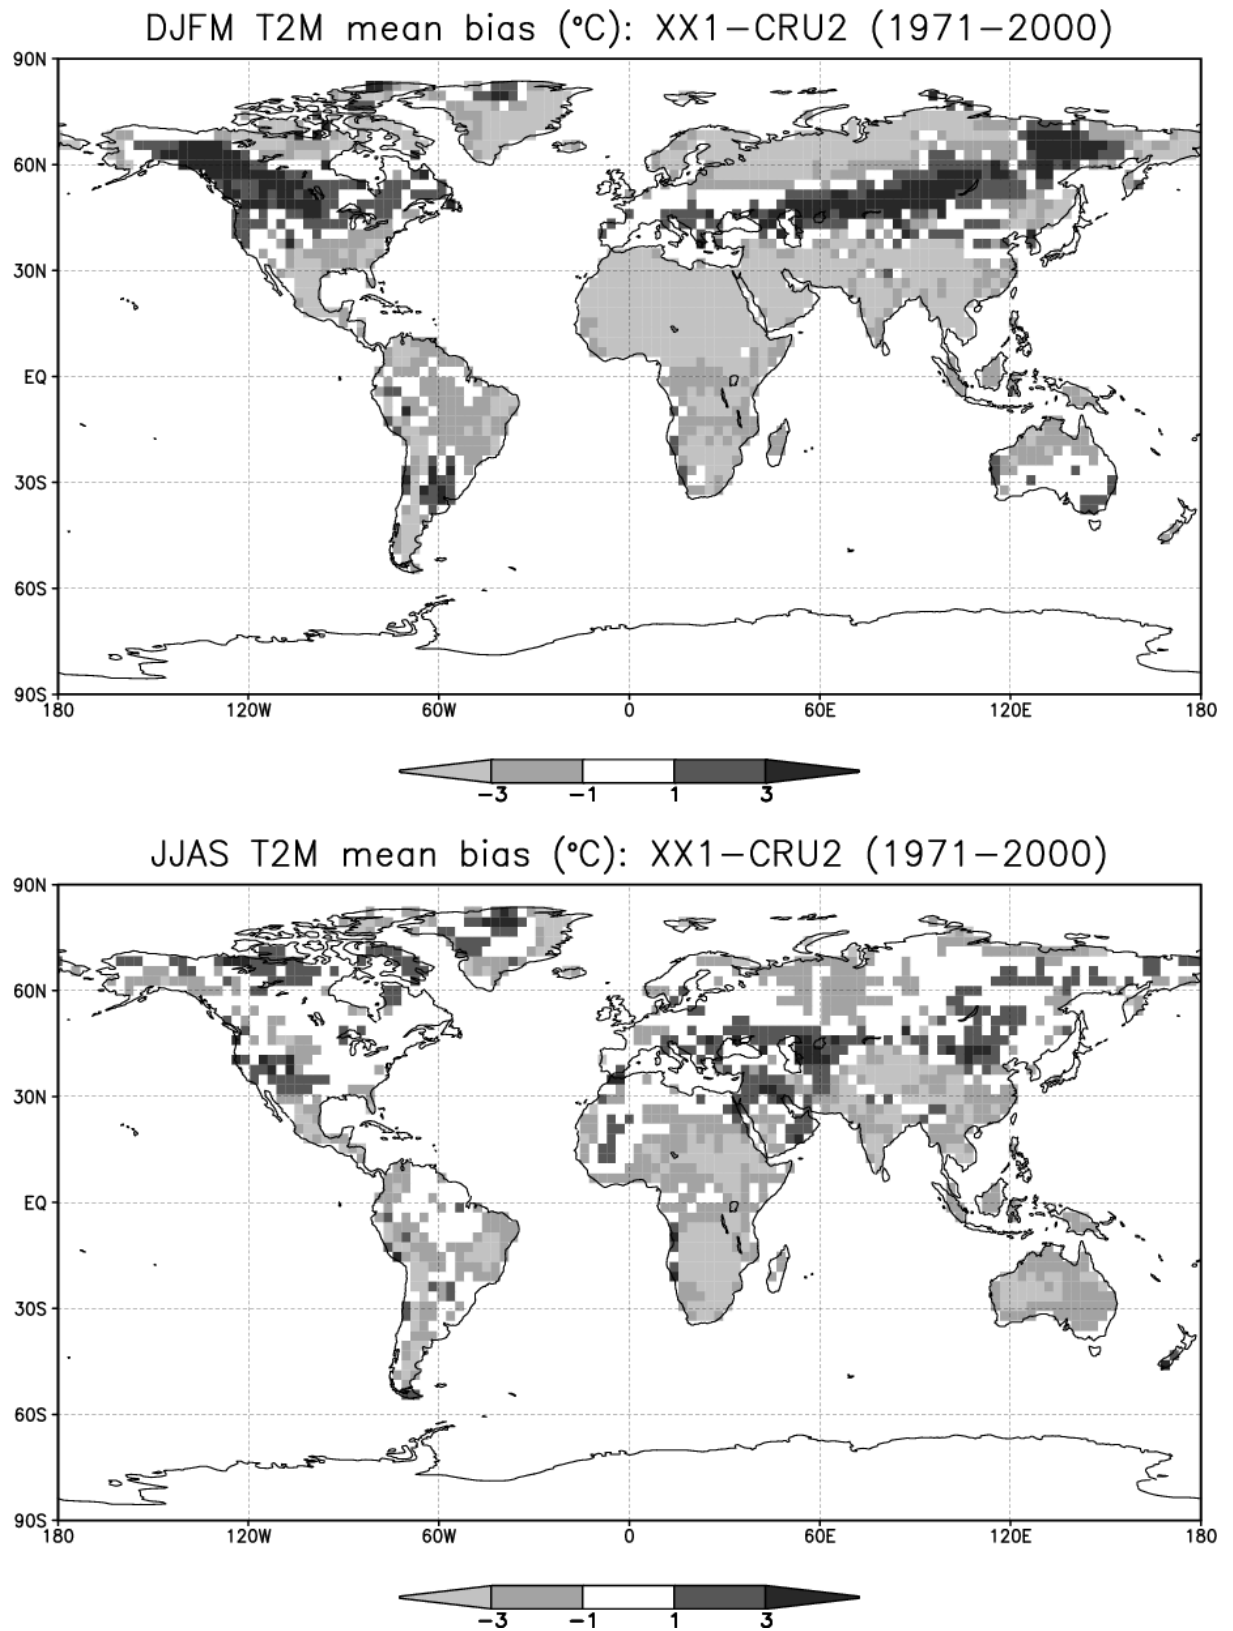 DJFM T2M mean bias (°C): XX1−CRU2 (1971−2000)
90N
60N
30N
EQ
30S
60S
90S
180 120W 60W 0 60E 120E 180
−3 −1 1 3
JJAS T2M mean bias (°C): XX1−CRU2 (1971−2000)
90N
60N
30N
EQ
30S
60S
90S
180 120W 60W 0 60E 120E 180
−3 −1 1 3